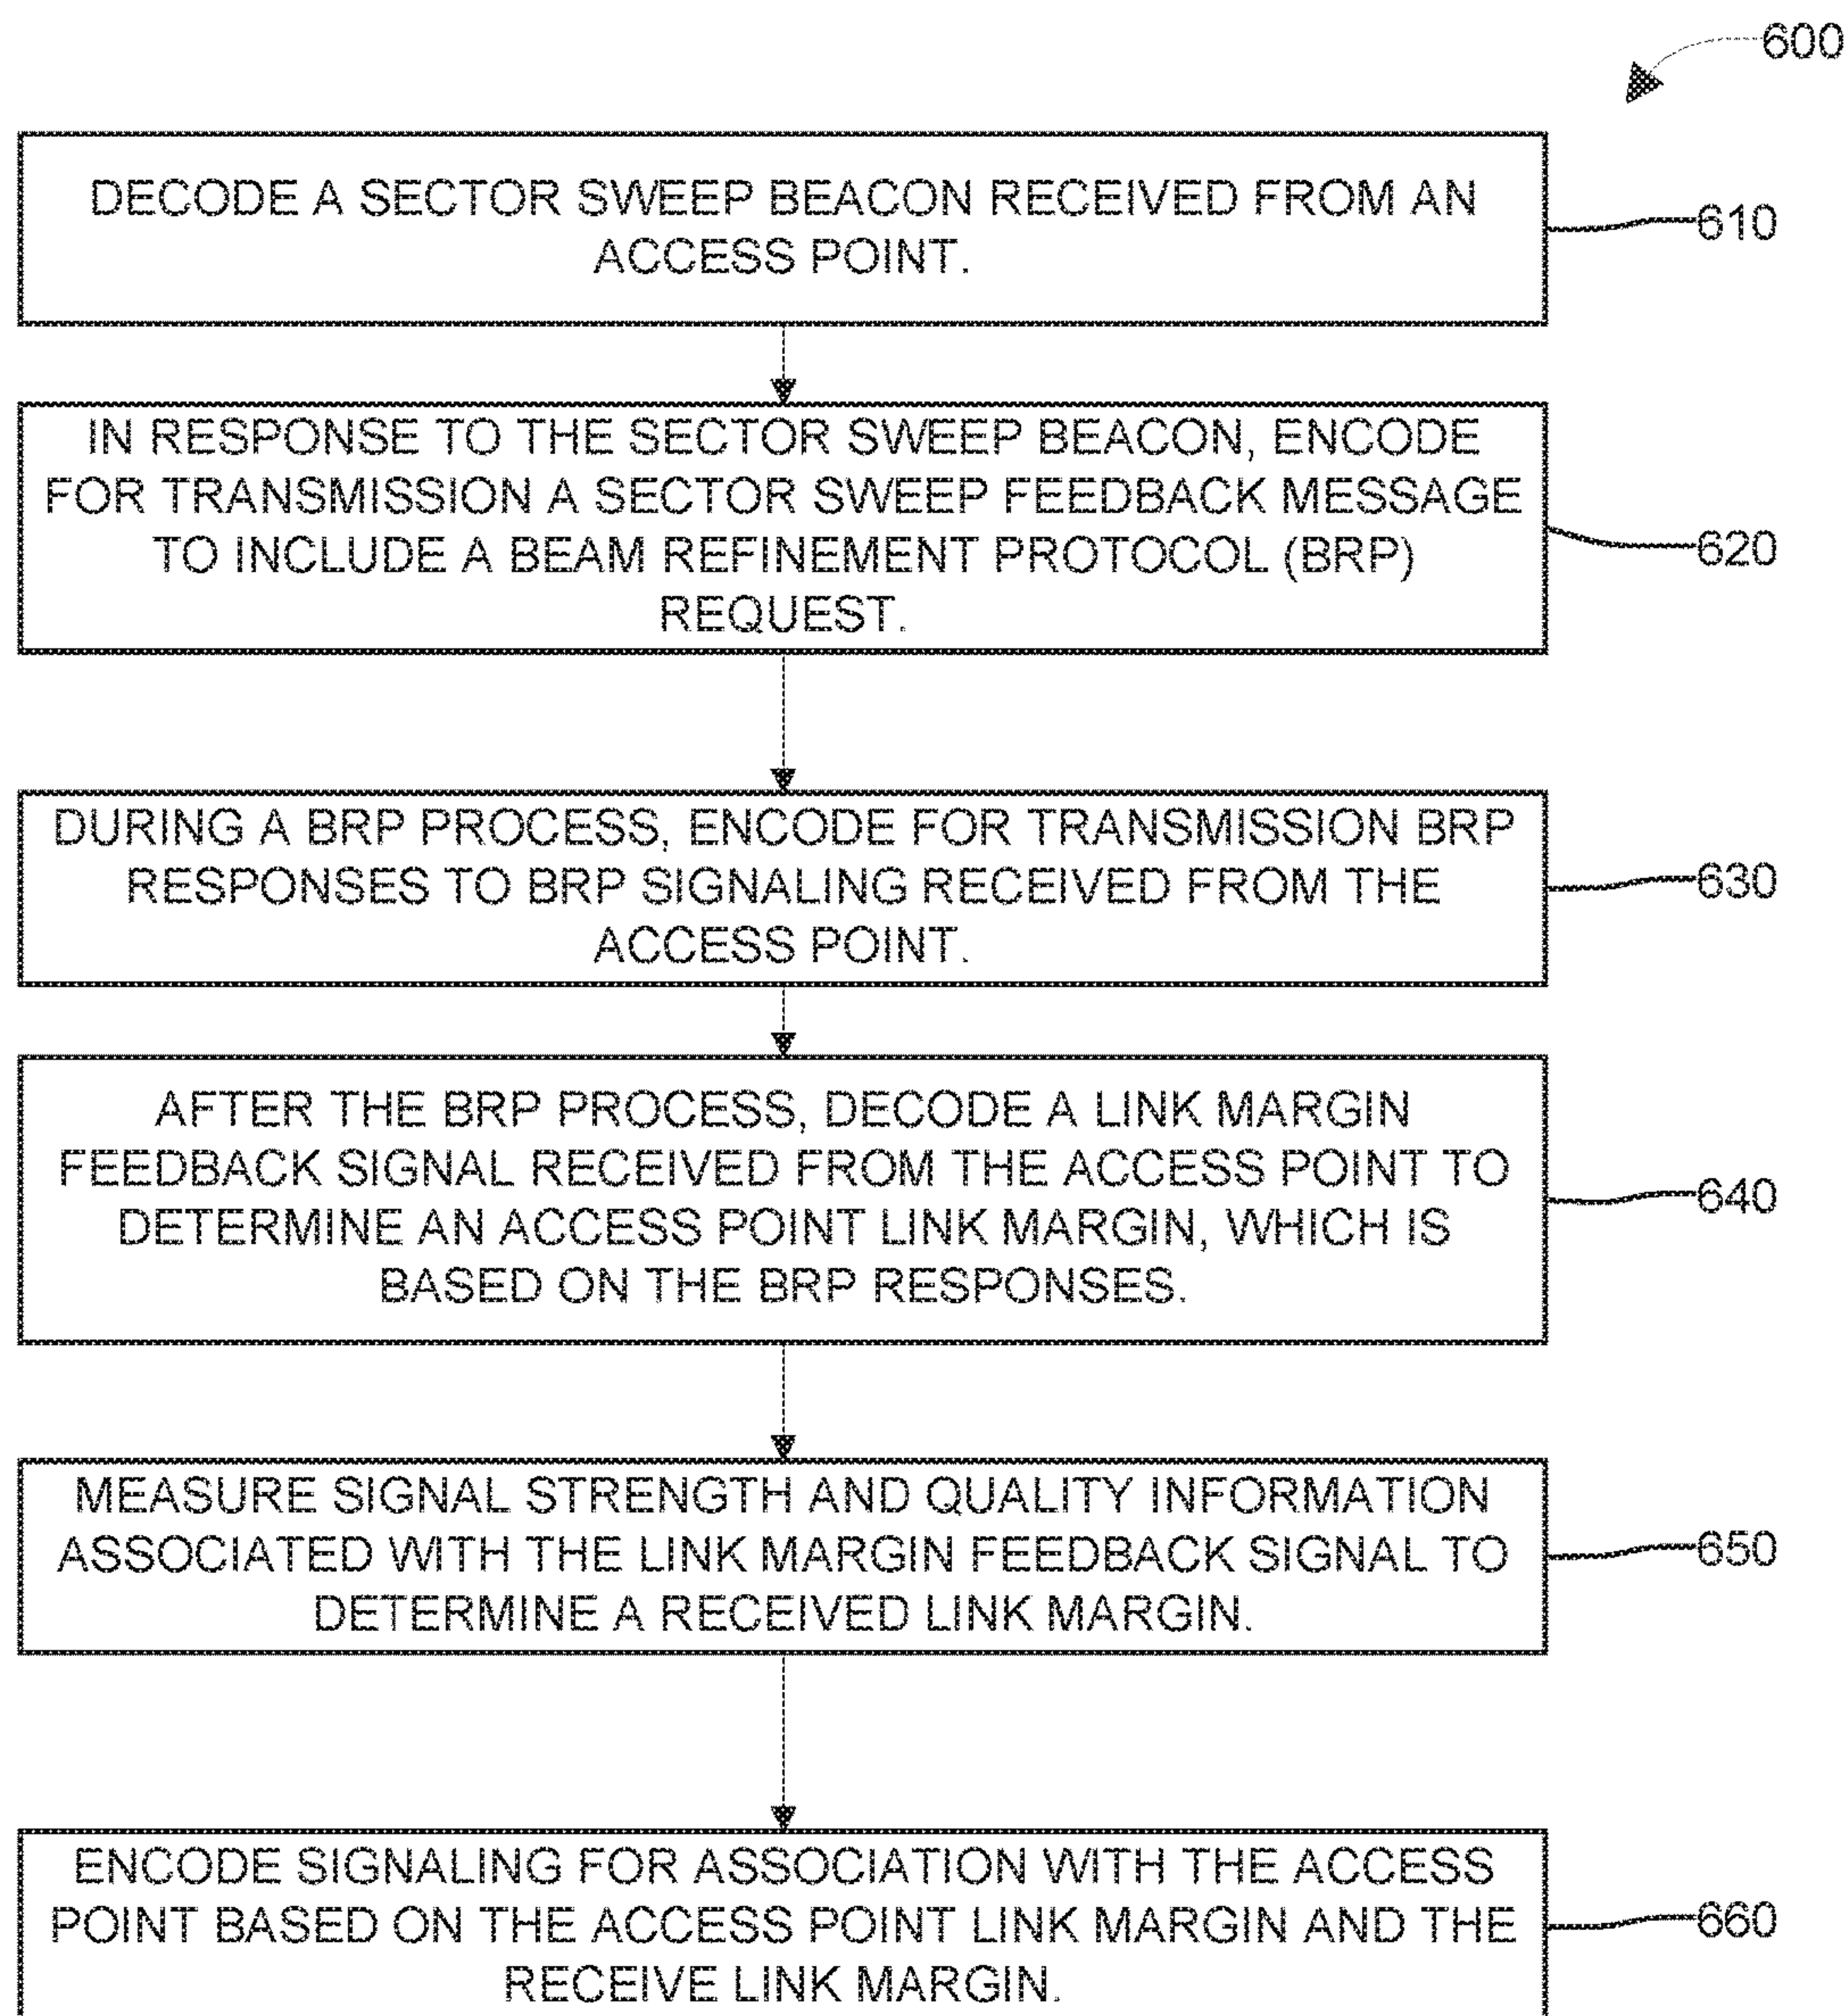 600
DECODE A SECTOR SWEEP BEACON RECEIVED FROM AN
ACCESS POINT.
610
IN RESPONSE TO THE SECTOR SWEEP BEACON, ENCODE
FOR TRANSMISSION A SECTOR SWEEP FEEDBACK MESSAGE
TO INCLUDE A BEAM REFINEMENT PROTOCOL (BRP)
REQUEST.
620
DURING A BRP PROCESS, ENCODE FOR TRANSMISSION BRP
RESPONSES TO BRP SIGNALING RECEIVED FROM THE
ACCESS POINT.
630
AFTER THE BRP PROCESS, DECODE A LINK MARGIN
FEEDBACK SIGNAL RECEIVED FROM THE ACCESS POINT TO
DETERMINE AN ACCESS POINT LINK MARGIN, WHICH IS
BASED ON THE BRP RESPONSES.
640
MEASURE SIGNAL STRENGTH AND QUALITY INFORMATION
ASSOCIATED WITH THE LINK MARGIN FEEDBACK SIGNAL TO
DETERMINE A RECEIVED LINK MARGIN.
650
ENCODE SIGNALING FOR ASSOCIATION WITH THE ACCESS
POINT BASED ON THE ACCESS POINT LINK MARGIN AND THE
RECEIVE LINK MARGIN.
660